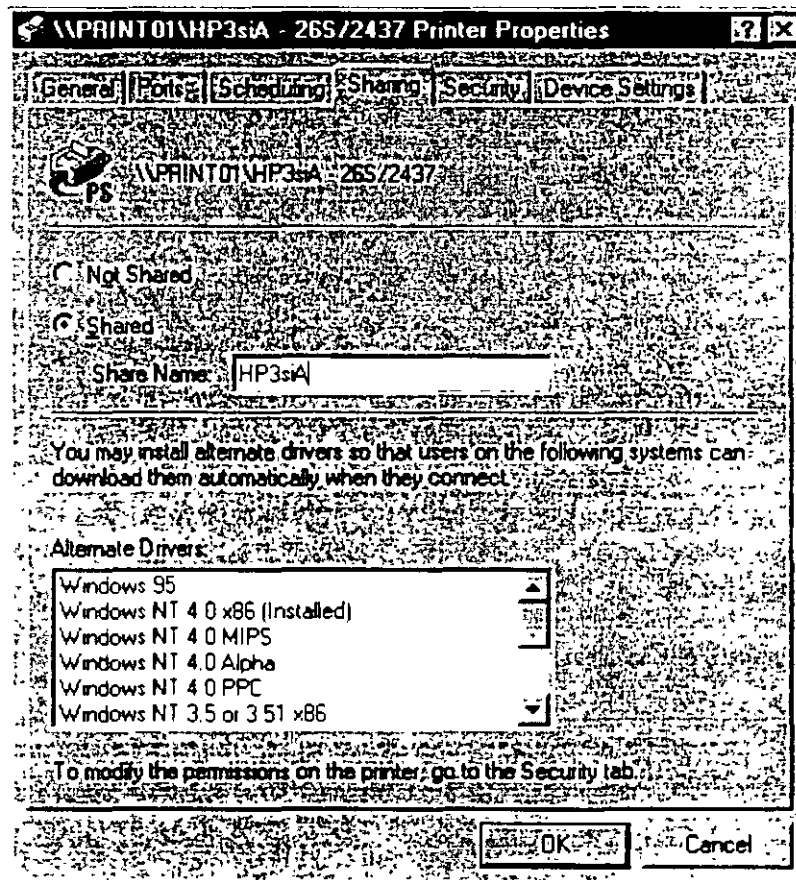 \\PRINT01\HP3siA - 26S/2437 Printer Properties
General Ports Scheduling Sharing Security Device Settings
PS
\\PRINT01\HP3siA - 26S/2437
Not Shared
Shared
Share Name: HP3siA
You may install alternate drivers so that users on the following systems can
download them automatically when they connect.
Alternate Drivers:
Windows 95
Windows NT 4.0 x86 (Installed)
Windows NT 4.0 MIPS
Windows NT 4.0 Alpha
Windows NT 4.0 PPC
Windows NT 3.5 or 3.51 x86
To modify the permissions on the printer, go to the Security tab.
OK Cancel